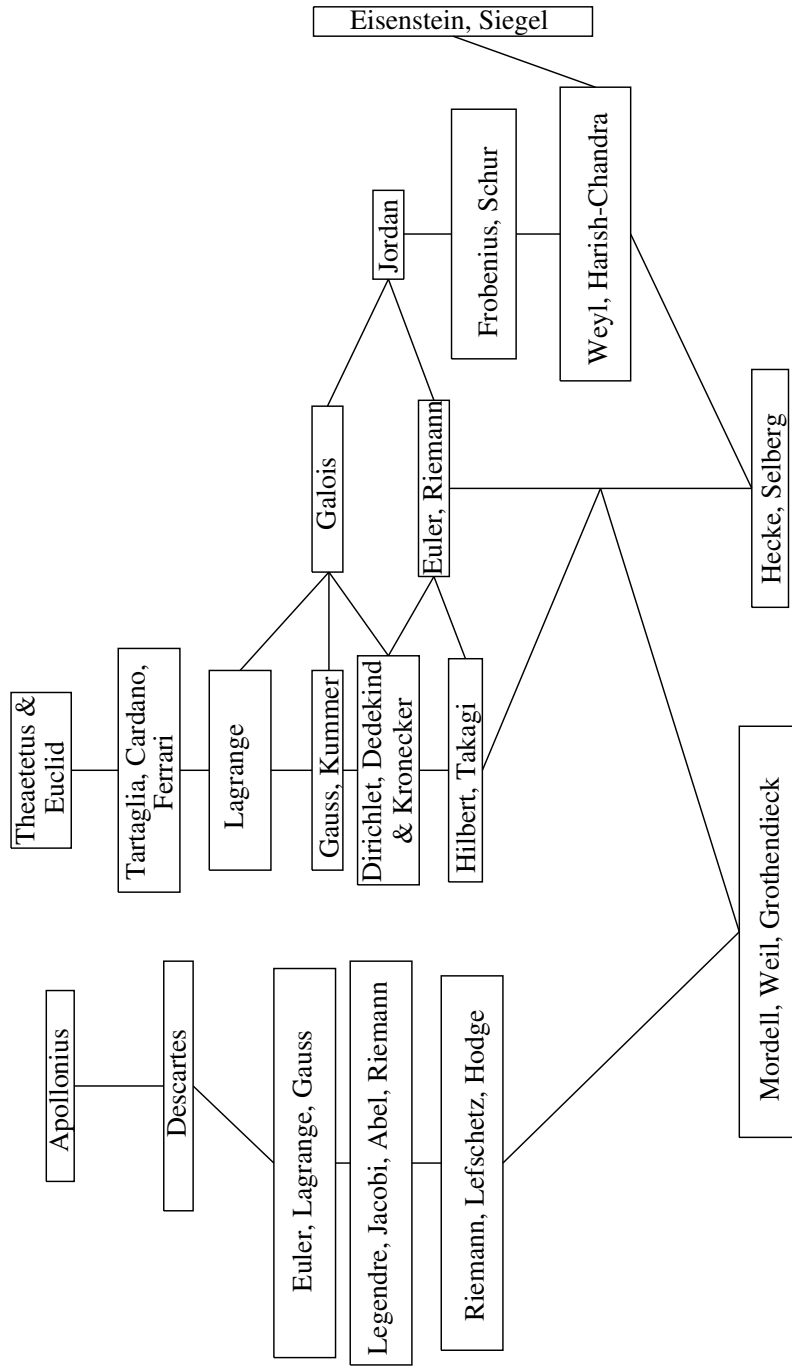 Apollonius
Descartes
Euler, Lagrange, Gauss
Legendre, Jacobi, Abel, Riemann
Riemann, Lefschetz, Hodge
Mordell, Weil, Grothendieck
Theaetetus &
Euclid
Tartaglia, Cardano,
Ferrari
Lagrange
Gauss, Kummer
Dirichlet, Dedekind
& Kronecker
Hilbert, Takagi
Galois
Euler, Riemann
Hecke, Selberg
Jordan
Frobenius, Schur
Weyl, Harish-Chandra
Eisenstein, Siegel